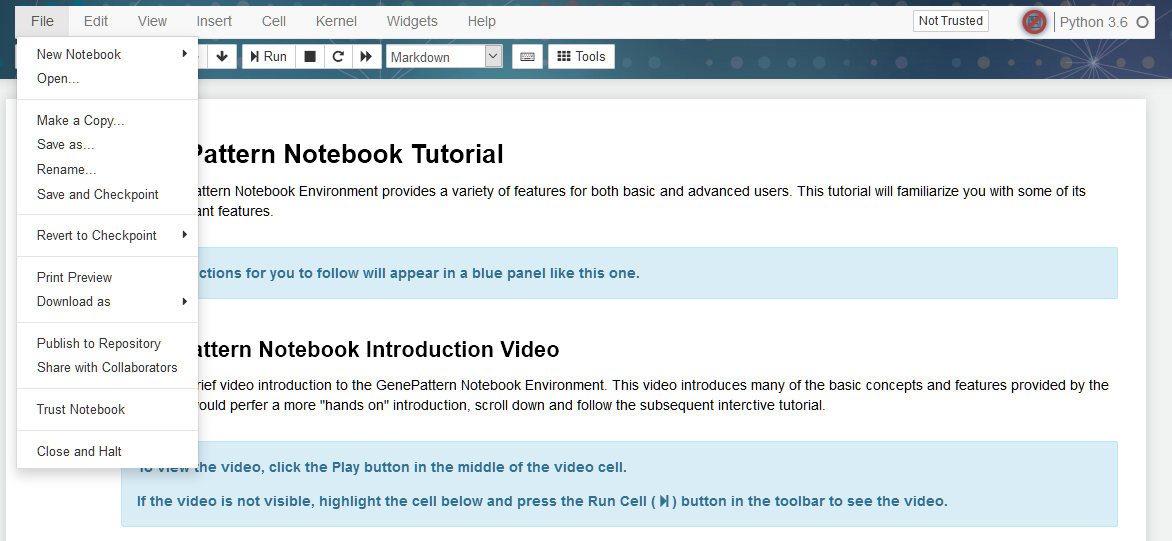 File Edit View Insert Cell Kernel Widgets Help Not Trusted Python 3.6
Run Markdown Tools
New Notebook
Open...
Make a Copy...
Save as...
Rename...
Save and Checkpoint
Revert to Checkpoint
Print Preview
Download as
Publish to Repository
Share with Collaborators
Trust Notebook
Close and Halt
Pattern Notebook Tutorial
attern Notebook Environment provides a variety of features for both basic and advanced users. This tutorial will familiarize you with some of its
ant features.
ctions for you to follow will appear in a blue panel like this one.
attern Notebook Introduction Video
rief video introduction to the GenePattern Notebook Environment. This video introduces many of the basic concepts and features provided by the
ould perfer a more "hands on" introduction, scroll down and follow the subsequent interctive tutorial.
To view the video, click the Play button in the middle of the video cell.
If the video is not visible, highlight the cell below and press the Run Cell ( ) button in the toolbar to see the video.